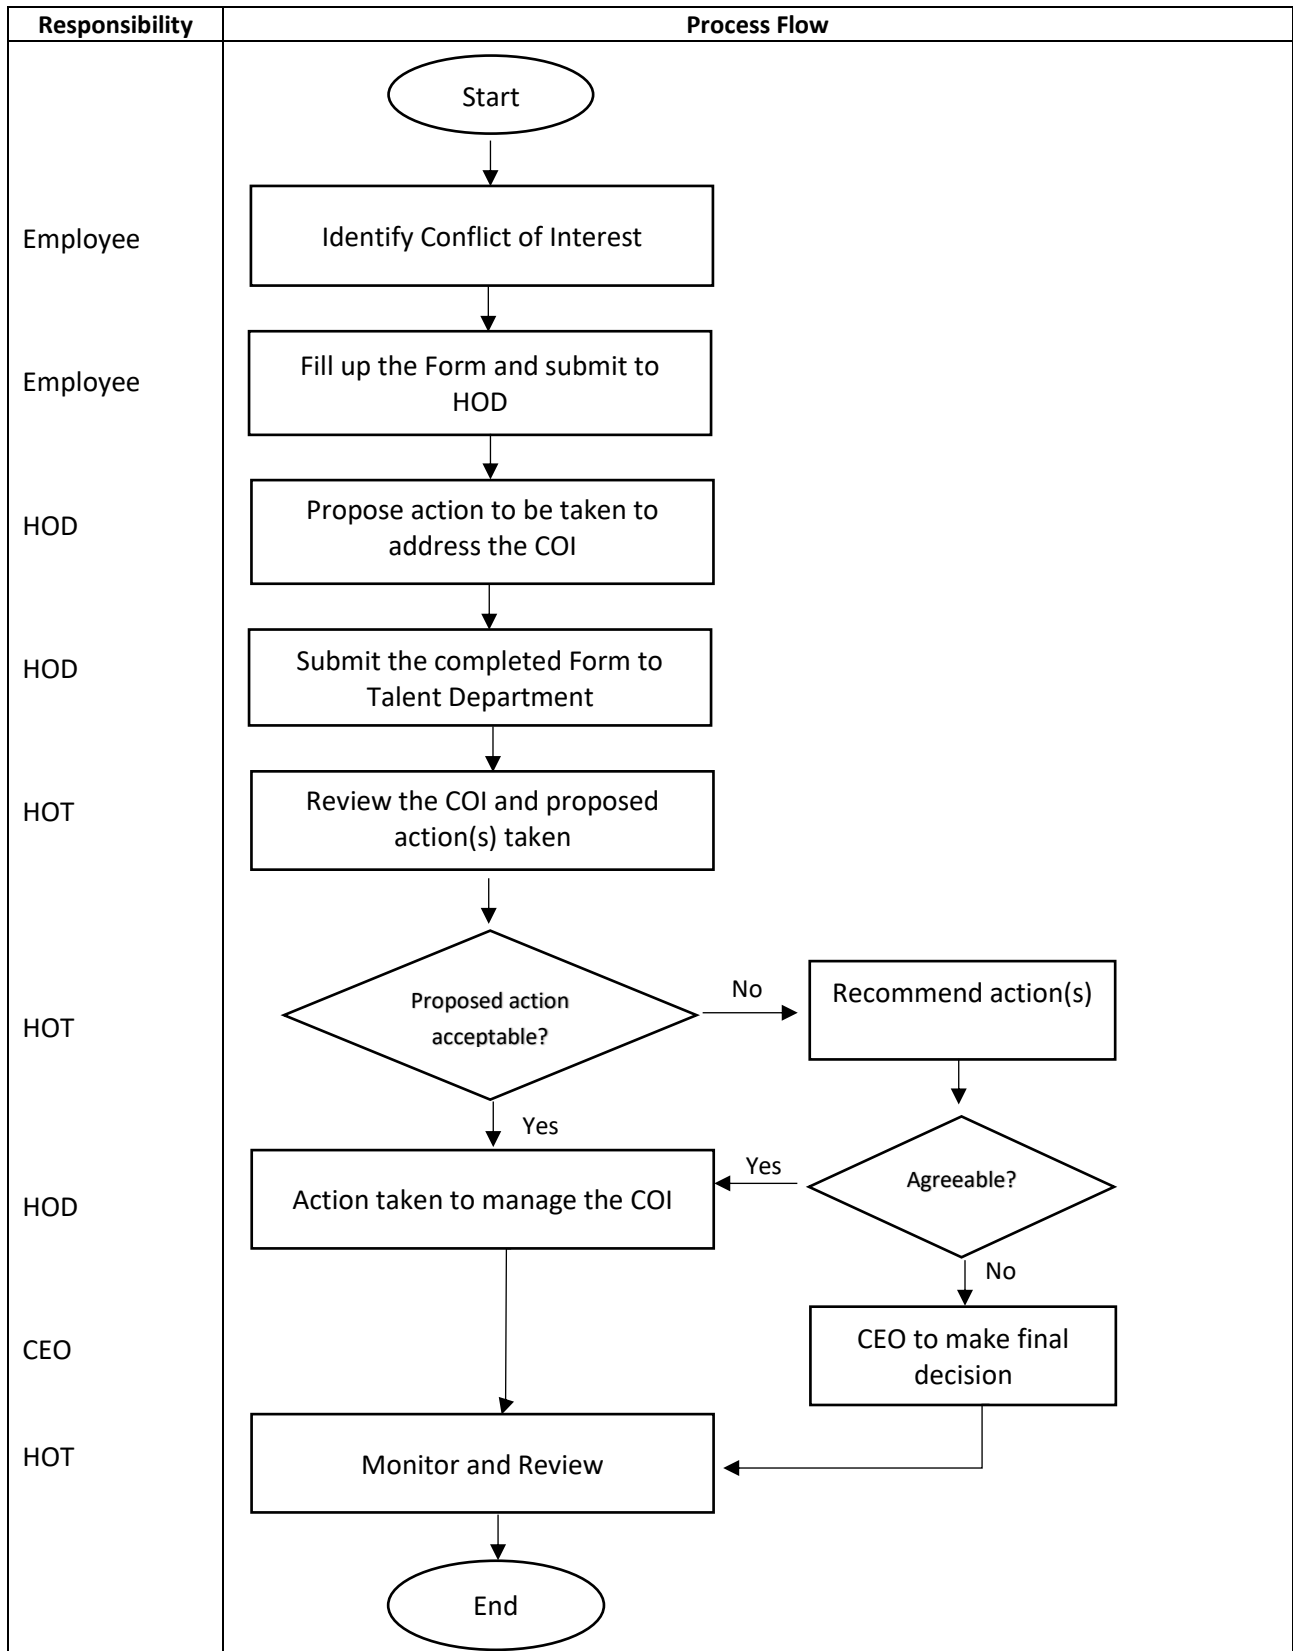 Responsibility
Process Flow
Start
Employee
Identify Conflict of Interest
Employee
Fill up the Form and submit to
HOD
HOD
Propose action to be taken to
address the COI
HOD
Submit the completed Form to
Talent Department
HOT
Review the COI and proposed
action(s) taken
HOT
Proposed action
acceptable?
No
Recommend action(s)
Yes
HOD
Action taken to manage the COI
Yes
Agreeable?
No
CEO
CEO to make final
decision
HOT
Monitor and Review
End